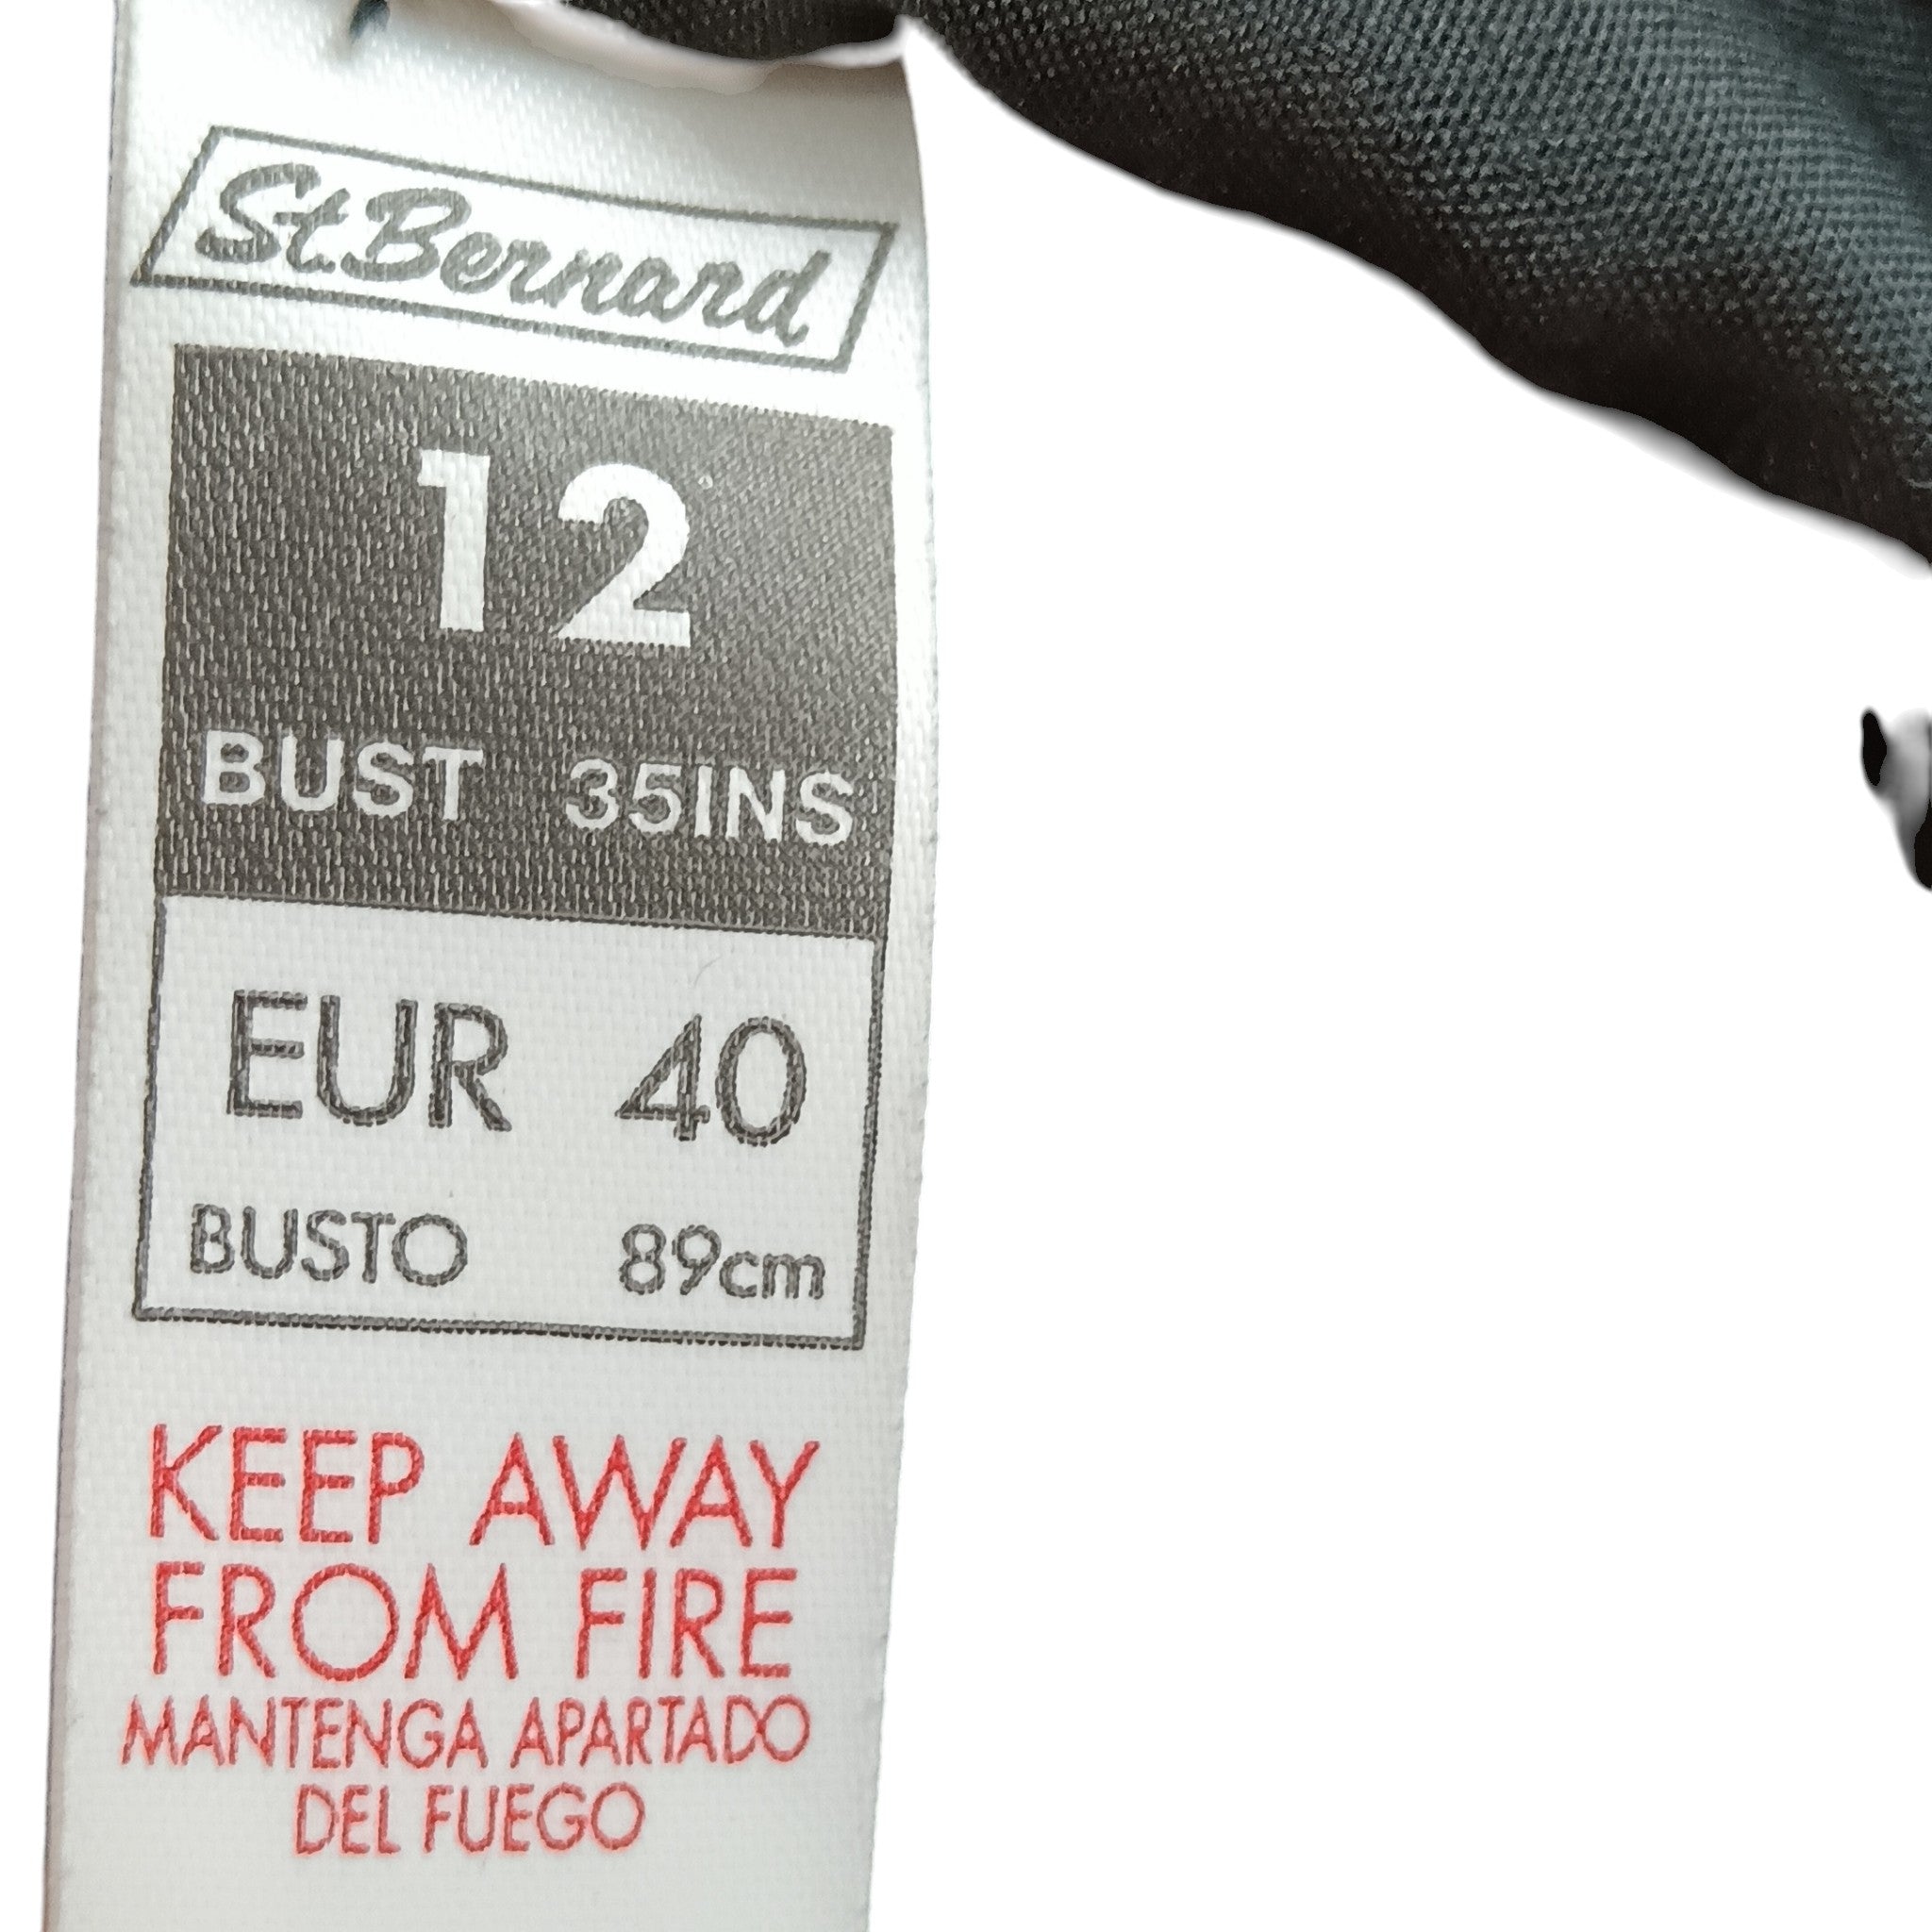 St.Bernard
12
BUST 35INS
EUR 40
BUSTO 89cm
KEEP AWAY
FROM FIRE
MANTENGA APARTADO
DEL FUEGO